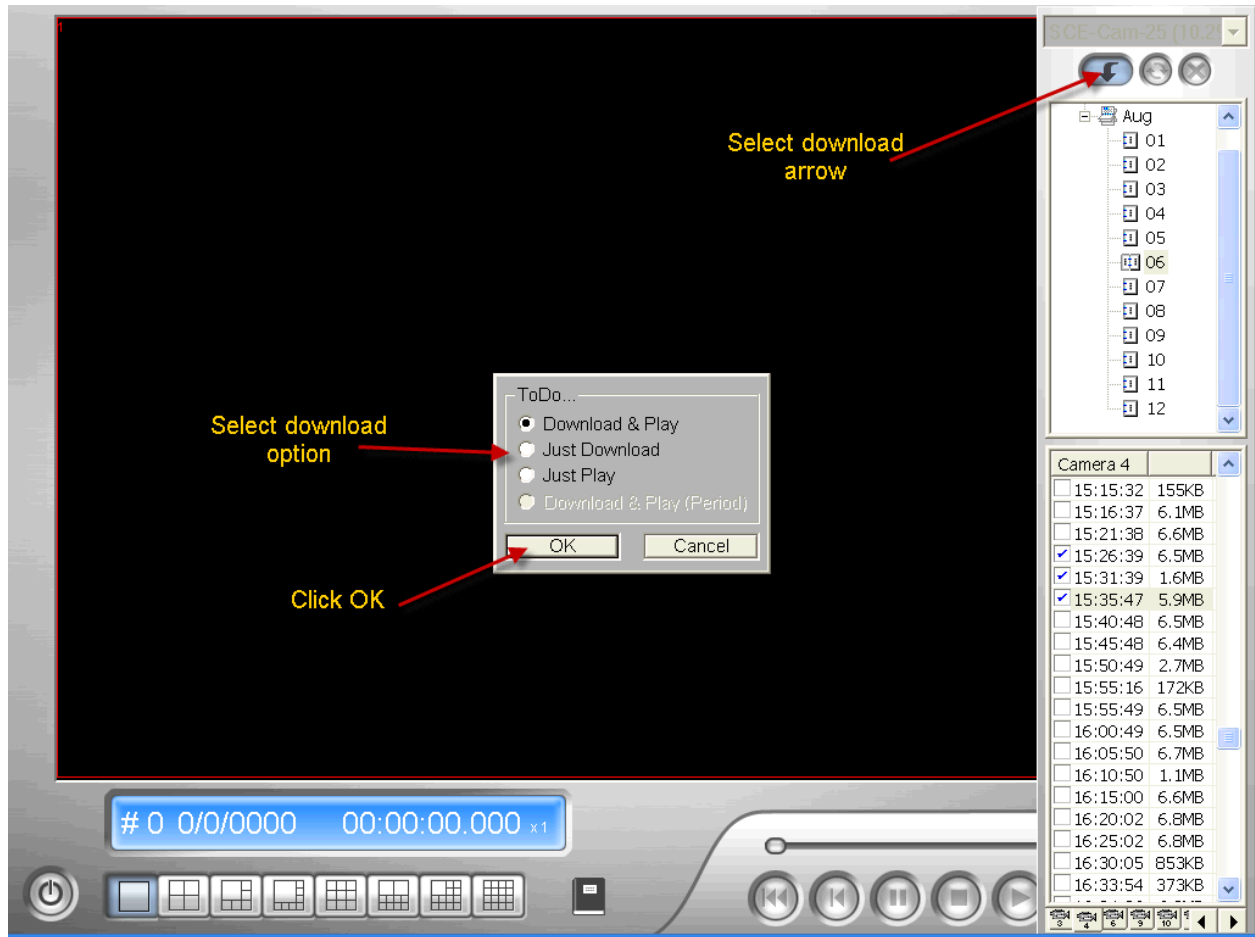 1
SCE-Cam-25 (10.2
Select download
arrow
Aug
01
02
03
04
05
06
07
08
09
10
11
12
Select download
option
ToDo...
Download & Play
Just Download
Just Play
Download & Play (Period)
OK Cancel
Click OK
Camera 4
15:15:32 155KB
15:16:37 6.1MB
15:21:38 6.6MB
15:26:39 6.5MB
15:31:39 1.6MB
15:35:47 5.9MB
15:40:48 6.5MB
15:45:48 6.4MB
15:50:49 2.7MB
15:55:16 172KB
15:55:49 6.5MB
16:00:49 6.5MB
16:05:50 6.7MB
16:10:50 1.1MB
16:15:00 6.6MB
16:20:02 6.8MB
16:25:02 6.8MB
16:30:05 853KB
16:33:54 373KB
# 0 0/0/0000 00:00:00.000 x1
3 4 6 9 10